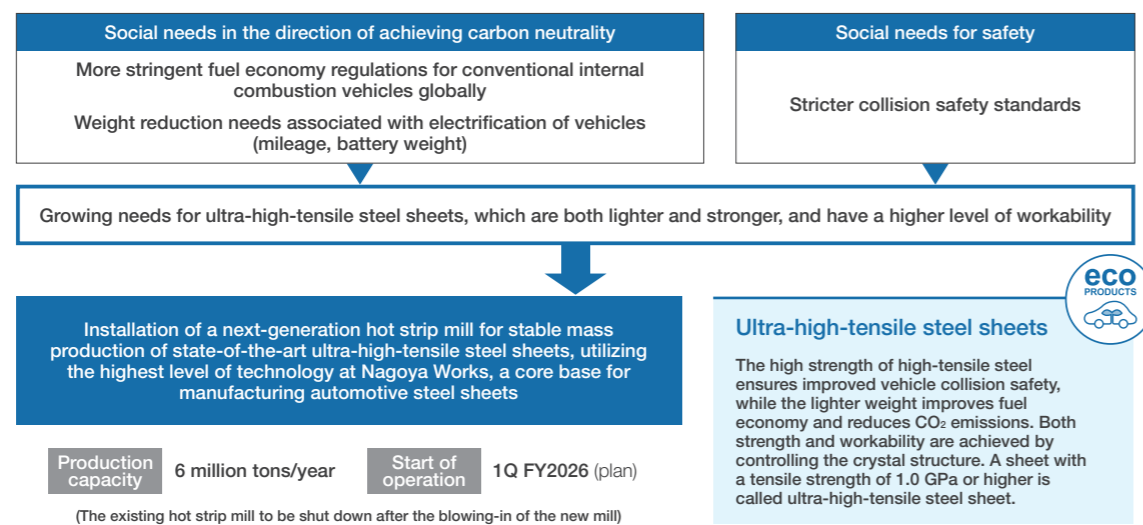 Social needs in the direction of achieving carbon neutrality
More stringent fuel economy regulations for conventional internal
combustion vehicles globally
Weight reduction needs associated with electrification of vehicles
(mileage, battery weight)
Social needs for safety
Stricter collision safety standards
Growing needs for ultra-high-tensile steel sheets, which are both lighter and stronger, and have a higher level of workability
Installation of a next-generation hot strip mill for stable mass
production of state-of-the-art ultra-high-tensile steel sheets, utilizing
the highest level of technology at Nagoya Works, a core base for
manufacturing automotive steel sheets
Production
capacity
6 million tons/year
Start of
operation
1Q FY2026 (plan)
(The existing hot strip mill to be shut down after the blowing-in of the new mill)
eco
PRODUCTS
Ultra-high-tensile steel sheets
The high strength of high-tensile steel
ensures improved vehicle collision safety,
while the lighter weight improves fuel
economy and reduces CO₂ emissions. Both
strength and workability are achieved by
controlling the crystal structure. A sheet with
a tensile strength of 1.0 GPa or higher is
called ultra-high-tensile steel sheet.